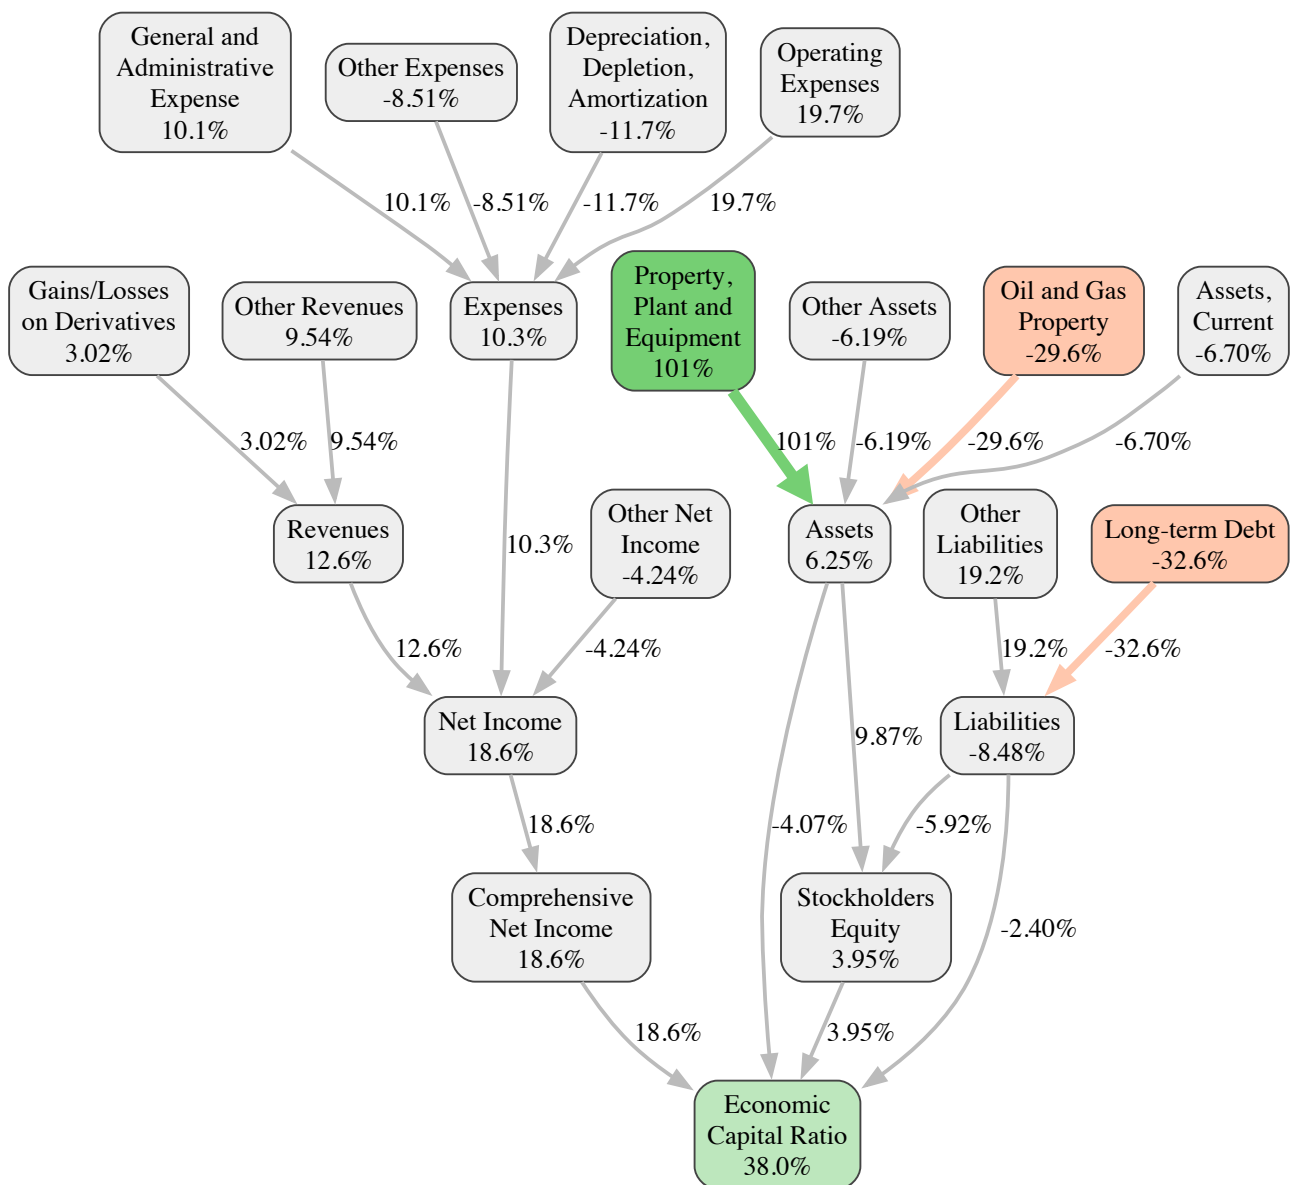 General and
Administrative
Expense
10.1%
Other Expenses
-8.51%
Depreciation,
Depletion,
Amortization
-11.7%
Operating
Expenses
19.7%
10.1%
-8.51%
-11.7%
19.7%
Gains/Losses
on Derivatives
3.02%
Other Revenues
9.54%
Expenses
10.3%
Property,
Plant and
Equipment
101%
Other Assets
-6.19%
Oil and Gas
Property
-29.6%
Assets,
Current
-6.70%
3.02%
9.54%
101%
-6.19%
-29.6%
-6.70%
Revenues
12.6%
10.3%
Other Net
Income
-4.24%
Assets
6.25%
Other
Liabilities
19.2%
Long-term Debt
-32.6%
12.6%
-4.24%
19.2%
-32.6%
Net Income
18.6%
9.87%
Liabilities
-8.48%
18.6%
-4.07%
-5.92%
Comprehensive
Net Income
18.6%
Stockholders
Equity
3.95%
-2.40%
18.6%
3.95%
Economic
Capital Ratio
38.0%